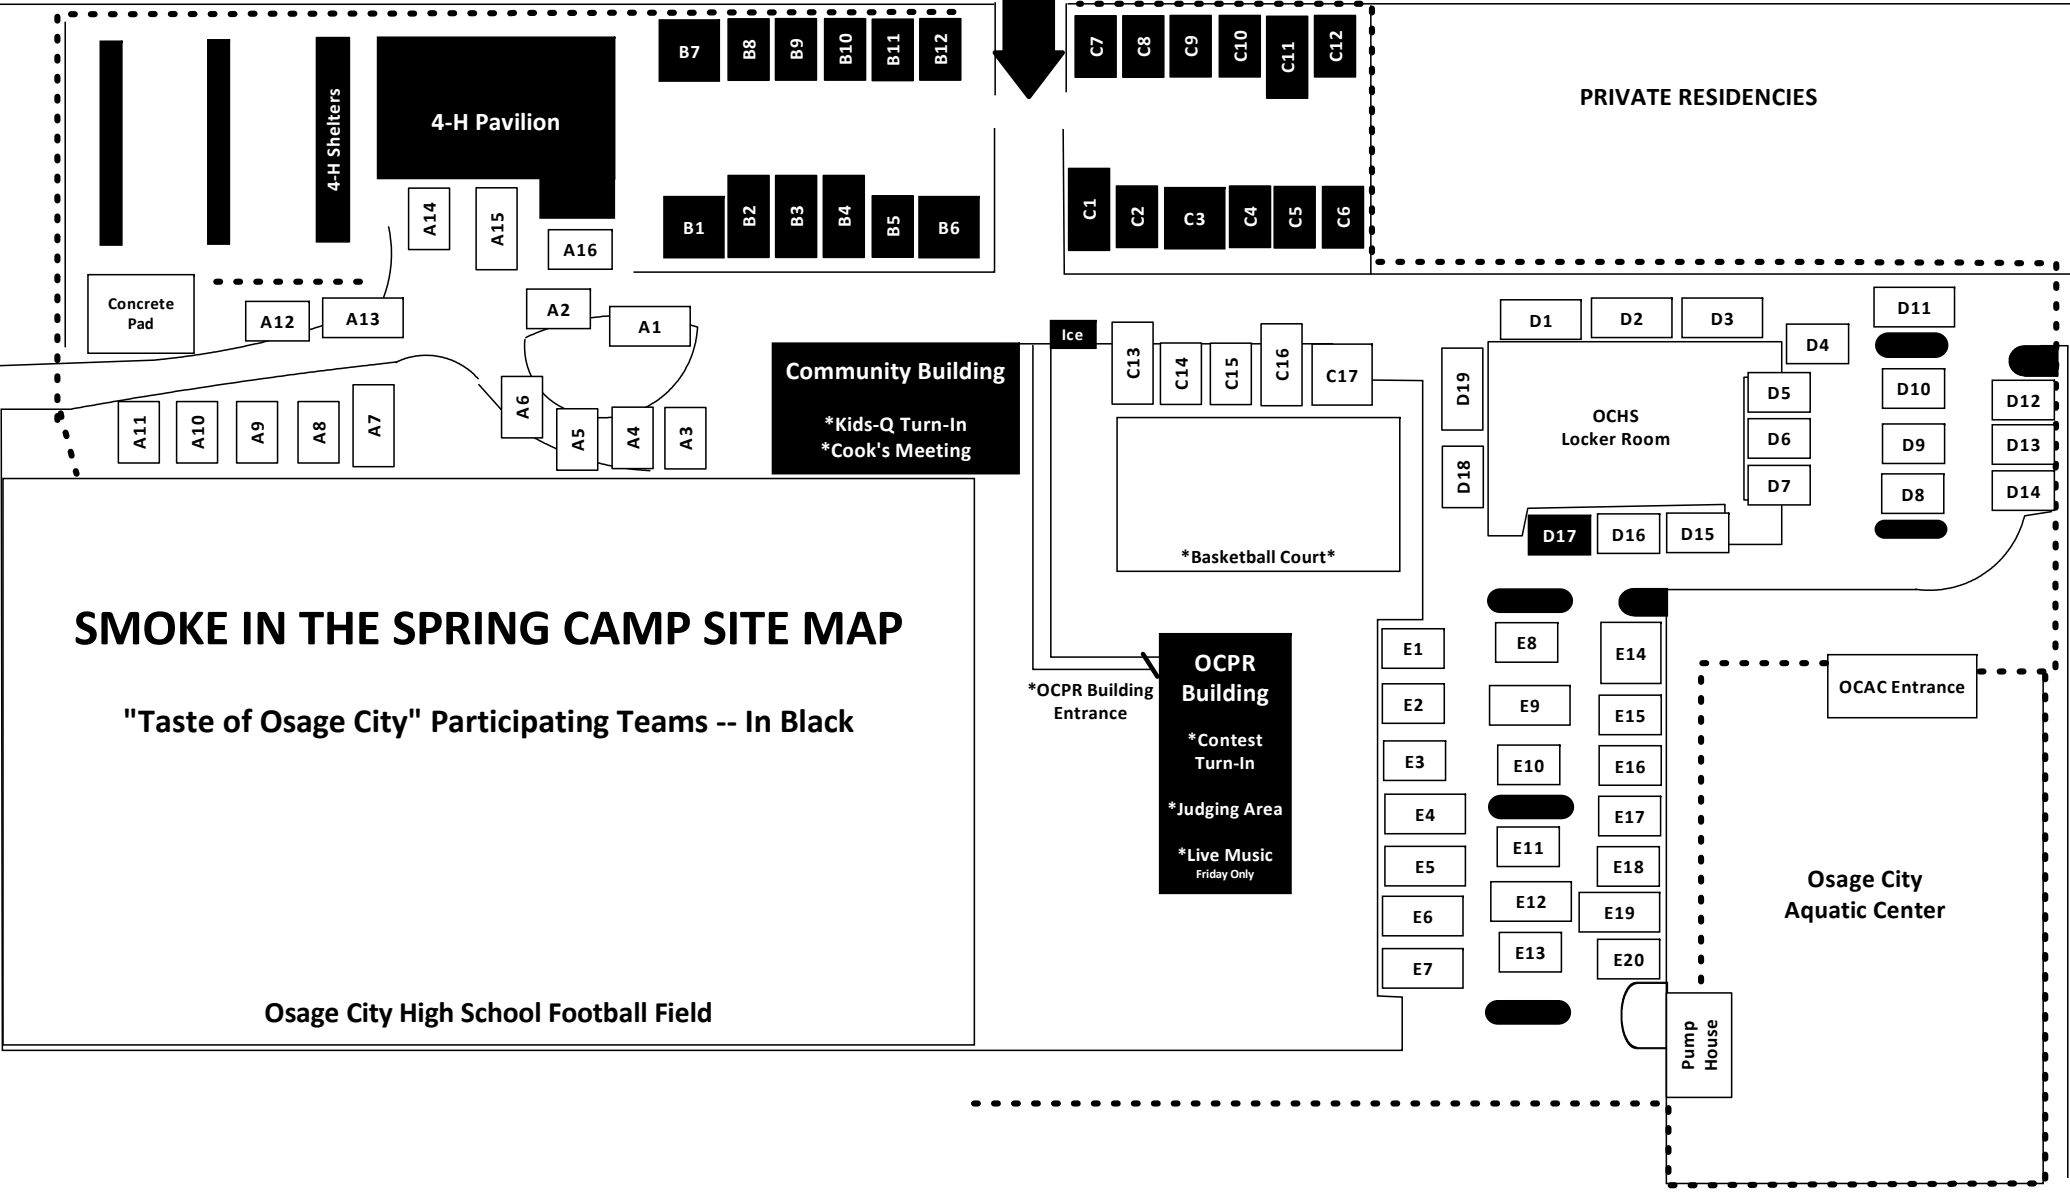 B7
B8
B9
B10
B11
B12
C7
C8
C9
C10
C11
C12
4-H Shelters
4-H Pavilion
PRIVATE RESIDENCIES
A14
A15
A16
B1
B2
B3
B4
B5
B6
C1
C2
C3
C4
C5
C6
Concrete
Pad
A12
A13
A2
A1
Ice
C13
C14
C15
C16
C17
D1
D2
D3
D4
D11
D19
D18
OCHS
Locker Room
D5
D6
D7
D10
D9
D8
D12
D13
D14
D17
D16
D15
A11
A10
A9
A8
A7
A6
A5
A4
A3
Community Building
*Kids-Q Turn-In
*Cook's Meeting
*Basketball Court*
SMOKE IN THE SPRING CAMP SITE MAP
"Taste of Osage City" Participating Teams -- In Black
Osage City High School Football Field
*OCPR Building
Entrance
OCPR
Building
*Contest
Turn-In
*Judging Area
*Live Music
Friday Only
E1
E2
E3
E4
E5
E6
E7
E8
E9
E10
E11
E12
E13
E14
E15
E16
E17
E18
E19
E20
OCAC Entrance
Osage City
Aquatic Center
Pump
House